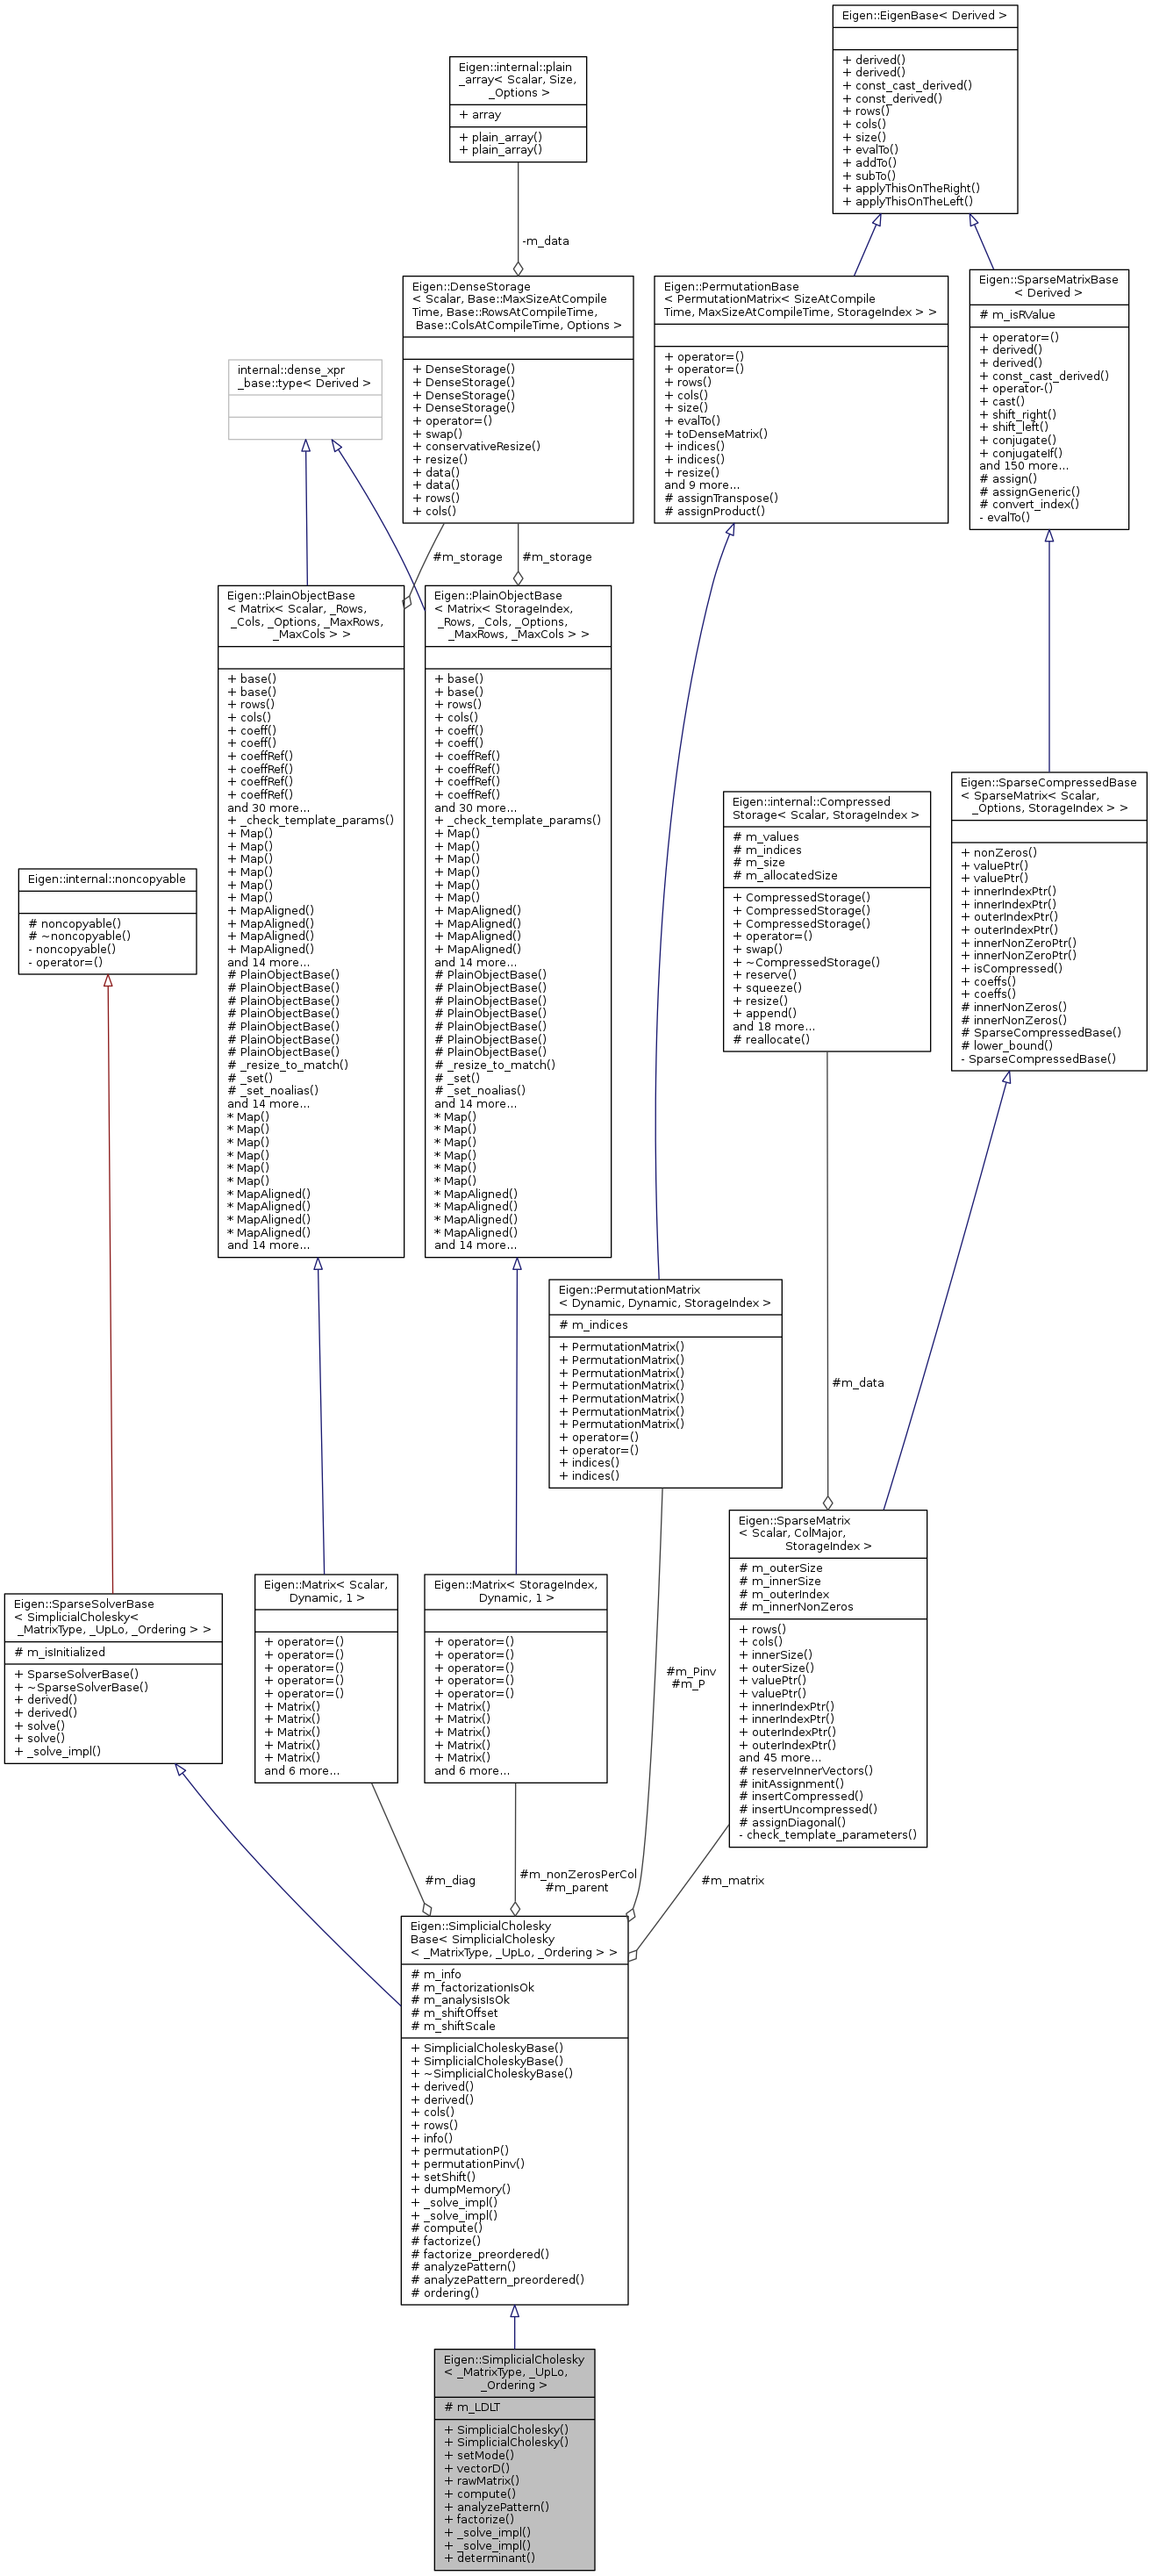 Eigen::EigenBase< Derived >
+ derived()
+ derived()
+ const_cast_derived()
+ const_derived()
+ rows()
+ cols()
+ size()
+ evalTo()
+ addTo()
+ subTo()
+ applyThisOnTheRight()
+ applyThisOnTheLeft()
Eigen::internal::plain
_array< Scalar, Size,
_Options >
+ array
+ plain_array()
+ plain_array()
-m_data
Eigen::DenseStorage
< Scalar, Base::MaxSizeAtCompile
Time, Base::RowsAtCompileTime,
Base::ColsAtCompileTime, Options >
+ DenseStorage()
+ DenseStorage()
+ DenseStorage()
+ DenseStorage()
+ operator=()
+ swap()
+ conservativeResize()
+ resize()
+ data()
+ data()
+ rows()
+ cols()
Eigen::PermutationBase
< PermutationMatrix< SizeAtCompile
Time, MaxSizeAtCompileTime, StorageIndex > >
+ operator=()
+ operator=()
+ rows()
+ cols()
+ size()
+ evalTo()
+ toDenseMatrix()
+ indices()
+ indices()
+ resize()
and 9 more...
# assignTranspose()
# assignProduct()
Eigen::SparseMatrixBase
< Derived >
# m_isRValue
+ operator=()
+ derived()
+ derived()
+ const_cast_derived()
+ operator-()
+ cast()
+ shift_right()
+ shift_left()
+ conjugate()
+ conjugateIf()
and 150 more...
# assign()
# assignGeneric()
# convert_index()
- evalTo()
internal::dense_xpr
_base::type< Derived >
#m_storage
#m_storage
Eigen::PlainObjectBase
< Matrix< Scalar, _Rows,
_Cols, _Options, _MaxRows,
_MaxCols > >
+ base()
+ base()
+ rows()
+ cols()
+ coeff()
+ coeff()
+ coeffRef()
+ coeffRef()
+ coeffRef()
+ coeffRef()
and 30 more...
+ _check_template_params()
+ Map()
+ Map()
+ Map()
+ Map()
+ Map()
+ Map()
+ MapAligned()
+ MapAligned()
+ MapAligned()
+ MapAligned()
and 14 more...
# PlainObjectBase()
# PlainObjectBase()
# PlainObjectBase()
# PlainObjectBase()
# PlainObjectBase()
# PlainObjectBase()
# PlainObjectBase()
# _resize_to_match()
# _set()
# _set_noalias()
and 14 more...
* Map()
* Map()
* Map()
* Map()
* Map()
* Map()
* MapAligned()
* MapAligned()
* MapAligned()
* MapAligned()
and 14 more...
Eigen::PlainObjectBase
< Matrix< StorageIndex,
_Rows, _Cols, _Options,
_MaxRows, _MaxCols > >
+ base()
+ base()
+ rows()
+ cols()
+ coeff()
+ coeff()
+ coeffRef()
+ coeffRef()
+ coeffRef()
+ coeffRef()
and 30 more...
+ _check_template_params()
+ Map()
+ Map()
+ Map()
+ Map()
+ Map()
+ Map()
+ MapAligned()
+ MapAligned()
+ MapAligned()
+ MapAligned()
and 14 more...
# PlainObjectBase()
# PlainObjectBase()
# PlainObjectBase()
# PlainObjectBase()
# PlainObjectBase()
# PlainObjectBase()
# PlainObjectBase()
# _resize_to_match()
# _set()
# _set_noalias()
and 14 more...
* Map()
* Map()
* Map()
* Map()
* Map()
* Map()
* MapAligned()
* MapAligned()
* MapAligned()
* MapAligned()
and 14 more...
Eigen::internal::Compressed
Storage< Scalar, StorageIndex >
# m_values
# m_indices
# m_size
# m_allocatedSize
+ CompressedStorage()
+ CompressedStorage()
+ CompressedStorage()
+ operator=()
+ swap()
+ ~CompressedStorage()
+ reserve()
+ squeeze()
+ resize()
+ append()
and 18 more...
# reallocate()
Eigen::SparseCompressedBase
< SparseMatrix< Scalar,
_Options, StorageIndex > >
+ nonZeros()
+ valuePtr()
+ valuePtr()
+ innerIndexPtr()
+ innerIndexPtr()
+ outerIndexPtr()
+ outerIndexPtr()
+ innerNonZeroPtr()
+ innerNonZeroPtr()
+ isCompressed()
+ coeffs()
+ coeffs()
# innerNonZeros()
# innerNonZeros()
# SparseCompressedBase()
# lower_bound()
- SparseCompressedBase()
Eigen::internal::noncopyable
# noncopyable()
# ~noncopyable()
- noncopyable()
- operator=()
Eigen::PermutationMatrix
< Dynamic, Dynamic, StorageIndex >
# m_indices
+ PermutationMatrix()
+ PermutationMatrix()
+ PermutationMatrix()
+ PermutationMatrix()
+ PermutationMatrix()
+ PermutationMatrix()
+ PermutationMatrix()
+ operator=()
+ operator=()
+ indices()
+ indices()
#m_data
Eigen::SparseMatrix
< Scalar, ColMajor,
StorageIndex >
# m_outerSize
# m_innerSize
# m_outerIndex
# m_innerNonZeros
+ rows()
+ cols()
+ innerSize()
+ outerSize()
+ valuePtr()
+ valuePtr()
+ innerIndexPtr()
+ innerIndexPtr()
+ outerIndexPtr()
+ outerIndexPtr()
and 45 more...
# reserveInnerVectors()
# initAssignment()
# insertCompressed()
# insertUncompressed()
# assignDiagonal()
- check_template_parameters()
Eigen::SparseSolverBase
< SimplicialCholesky<
_MatrixType, _UpLo, _Ordering > >
# m_isInitialized
+ SparseSolverBase()
+ ~SparseSolverBase()
+ derived()
+ derived()
+ solve()
+ solve()
+ _solve_impl()
Eigen::Matrix< Scalar,
Dynamic, 1 >
+ operator=()
+ operator=()
+ operator=()
+ operator=()
+ operator=()
+ Matrix()
+ Matrix()
+ Matrix()
+ Matrix()
+ Matrix()
and 6 more...
Eigen::Matrix< StorageIndex,
Dynamic, 1 >
+ operator=()
+ operator=()
+ operator=()
+ operator=()
+ operator=()
+ Matrix()
+ Matrix()
+ Matrix()
+ Matrix()
+ Matrix()
and 6 more...
#m_Pinv
#m_P
#m_diag
#m_nonZerosPerCol
#m_parent
#m_matrix
Eigen::SimplicialCholesky
Base< SimplicialCholesky
< _MatrixType, _UpLo, _Ordering > >
# m_info
# m_factorizationIsOk
# m_analysisIsOk
# m_shiftOffset
# m_shiftScale
+ SimplicialCholeskyBase()
+ SimplicialCholeskyBase()
+ ~SimplicialCholeskyBase()
+ derived()
+ derived()
+ cols()
+ rows()
+ info()
+ permutationP()
+ permutationPinv()
+ setShift()
+ dumpMemory()
+ _solve_impl()
+ _solve_impl()
# compute()
# factorize()
# factorize_preordered()
# analyzePattern()
# analyzePattern_preordered()
# ordering()
Eigen::SimplicialCholesky
< _MatrixType, _UpLo,
_Ordering >
# m_LDLT
+ SimplicialCholesky()
+ SimplicialCholesky()
+ setMode()
+ vectorD()
+ rawMatrix()
+ compute()
+ analyzePattern()
+ factorize()
+ _solve_impl()
+ _solve_impl()
+ determinant()